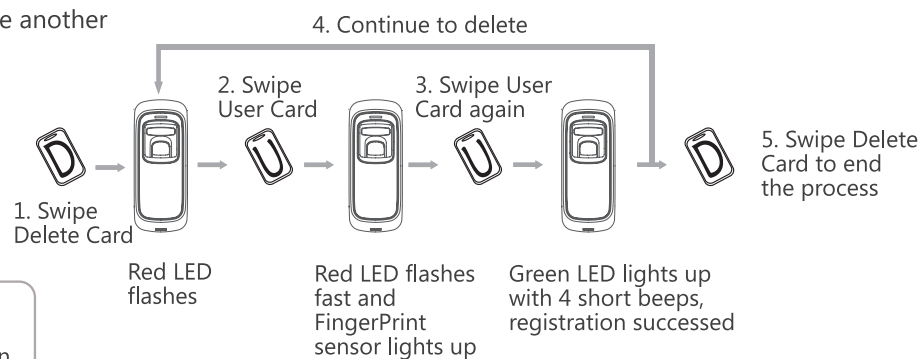 e another
4. Continue to delete
2. Swipe
User Card
3. Swipe User
Card again
D
U
U
D
5. Swipe Delete
Card to end
the process
1. Swipe
Delete Card
Red LED
flashes
Red LED flashes
fast and
FingerPrint
sensor lights up
Green LED lights up
with 4 short beeps,
registration successed